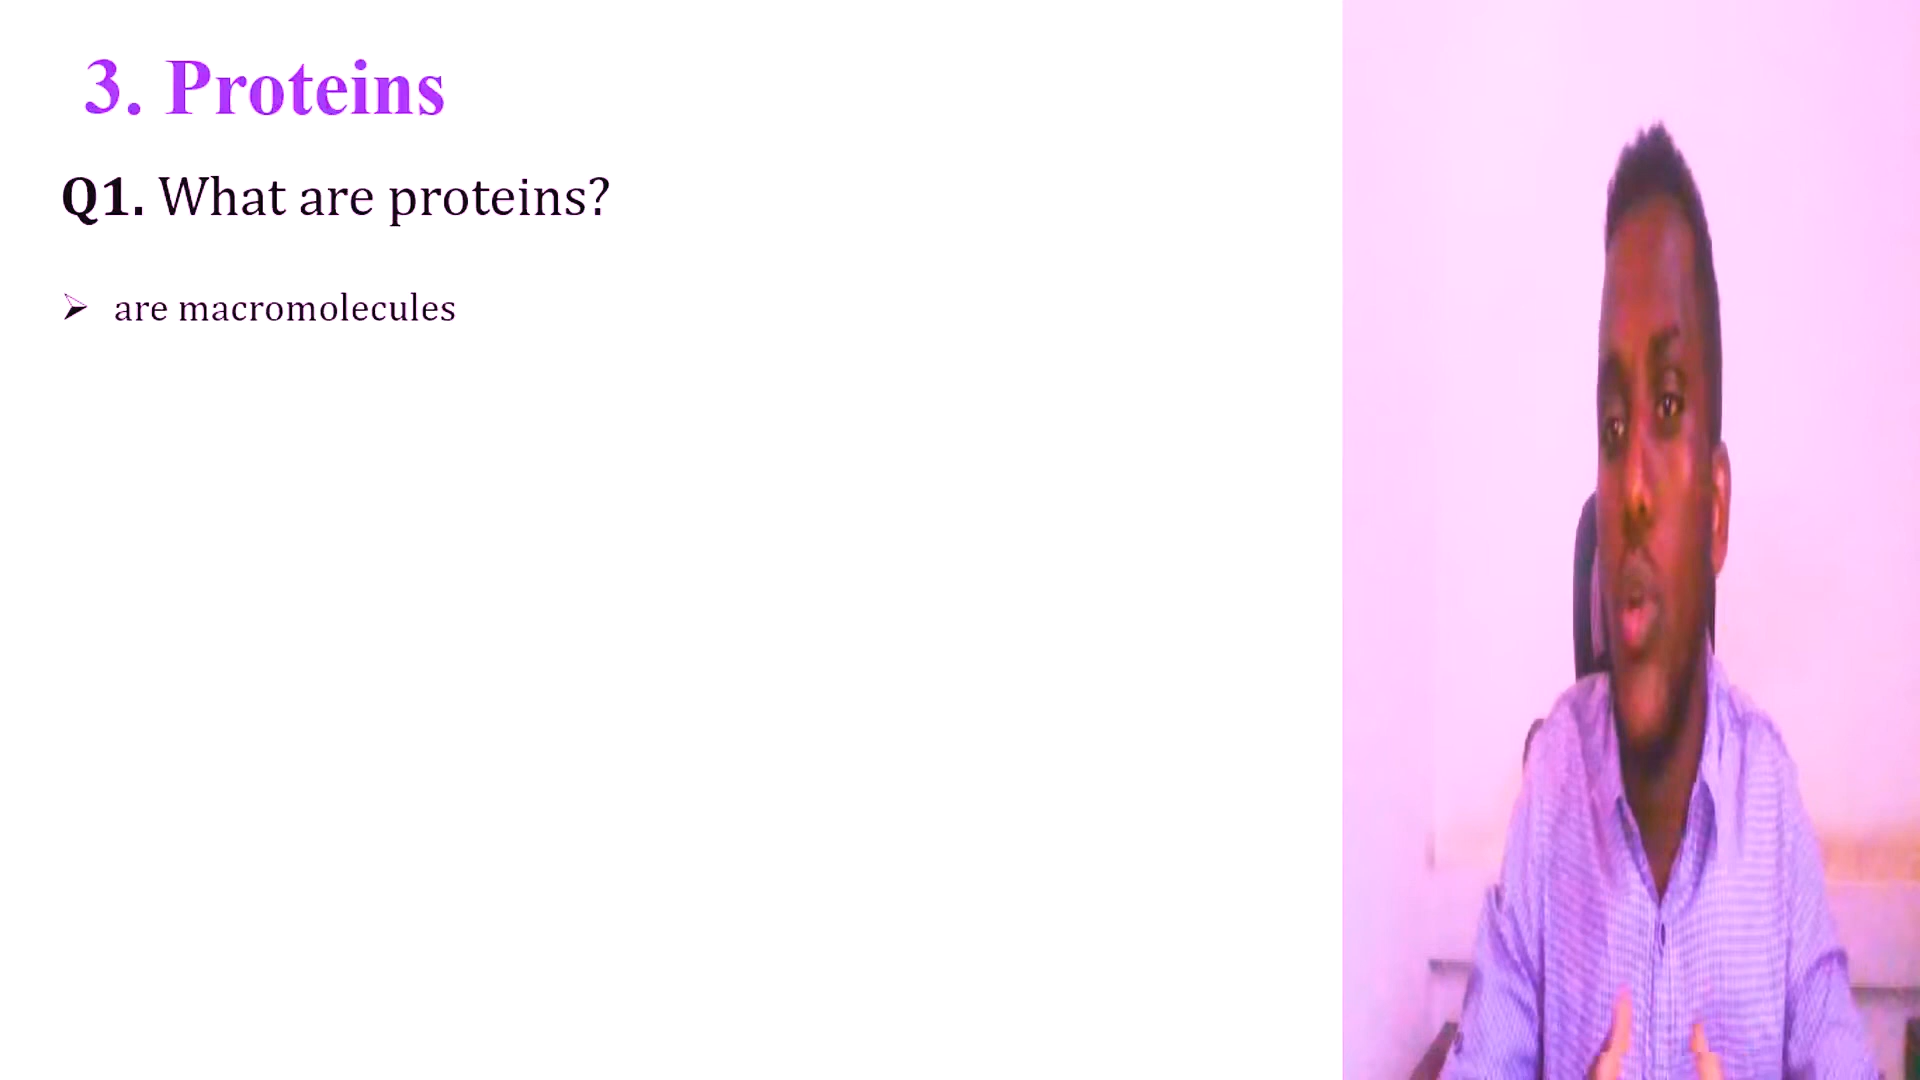 3. Proteins
Q1. What are proteins?
➢ are macromolecules